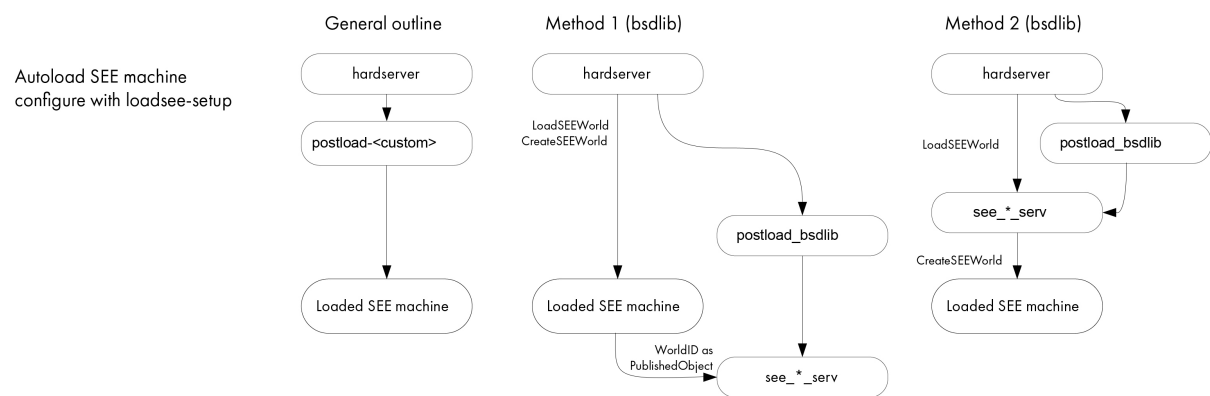 General outline
Method 1 (bsdlib)
Method 2 (bsdlib)
Autoload SEE machine
configure with loadsee-setup
hardserver
postload-<custom>
Loaded SEE machine
hardserver
LoadSEEWorld
CreateSEEWorld
postload_bsdlib
Loaded SEE machine
WorldID as
PublishedObject
see_*_serv
hardserver
LoadSEEWorld
postload_bsdlib
see_*_serv
CreateSEEWorld
Loaded SEE machine